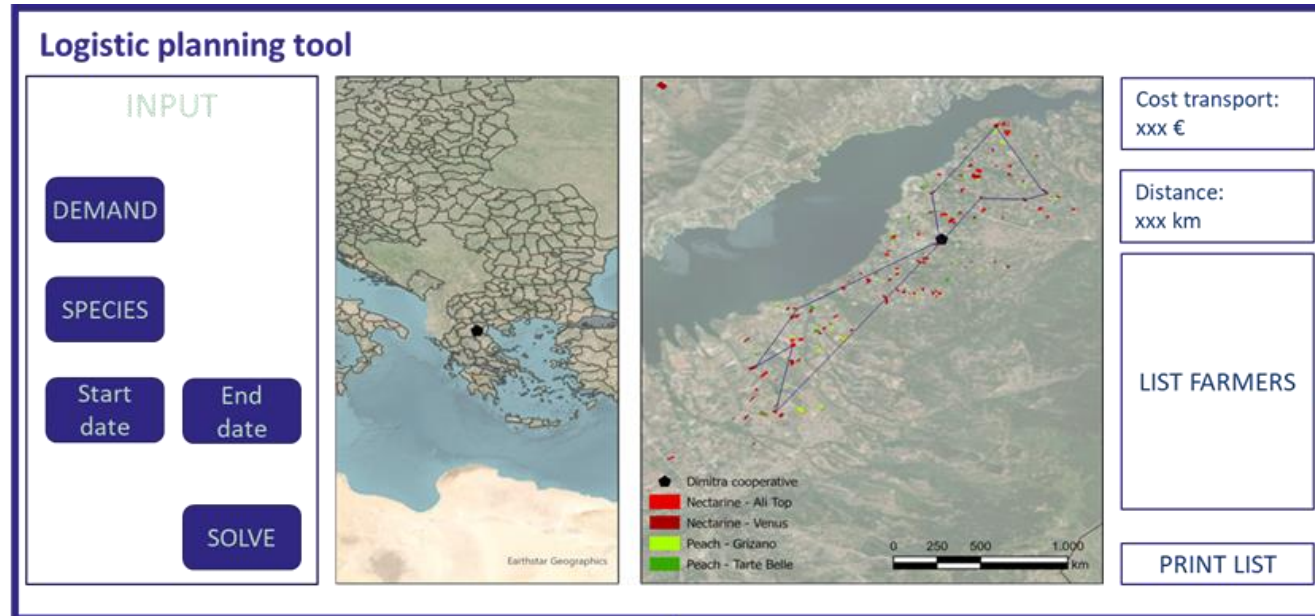 Logistic planning tool
INPUT
DEMAND
SPECIES
Start
date
End
date
SOLVE
Earthstar Geographics
Dimitra cooperative
Nectarine - Ali Top
Nectarine - Venus
Peach - Grizano
Peach - Tarte Belle
0 250 500 1.000
km
Cost transport:
xxx €
Distance:
xxx km
LIST FARMERS
PRINT LIST